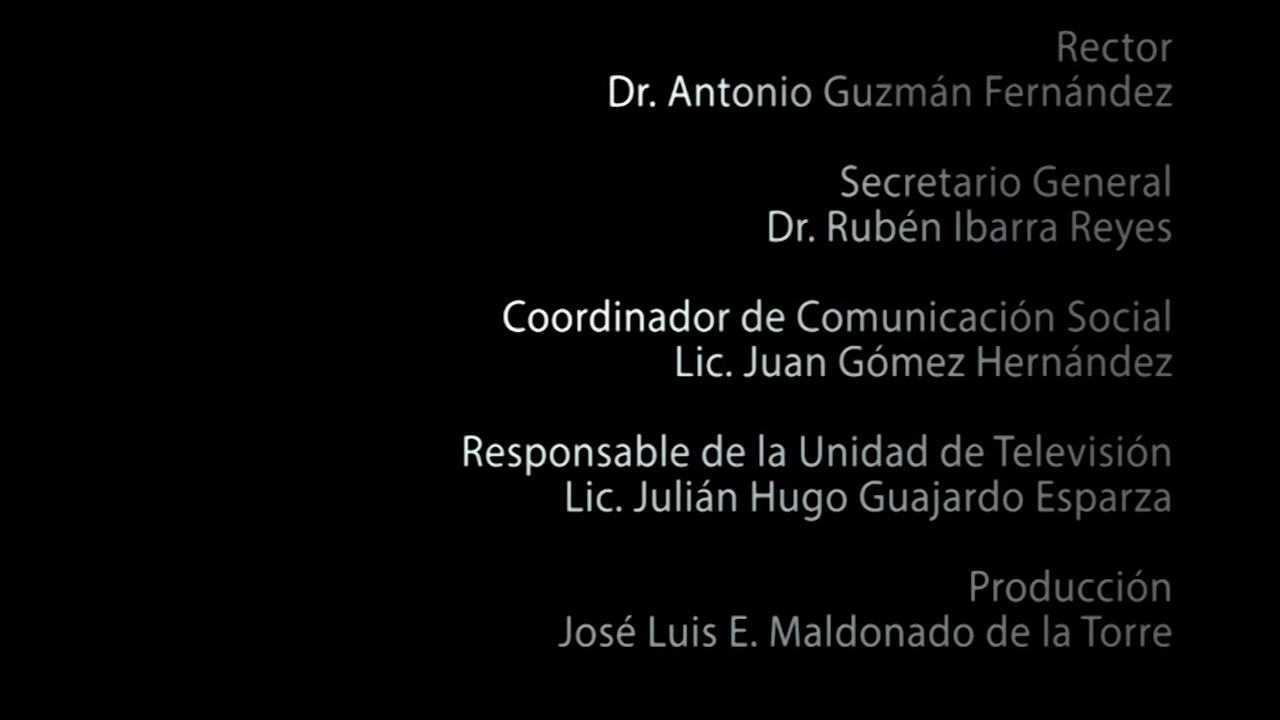 Rector
Dr. Antonio Guzmán Fernández
Secretario General
Dr. Rubén Ibarra Reyes
Coordinador de Comunicación Social
Lic. Juan Gómez Hernández
Responsable de la Unidad de Televisión
Lic. Julián Hugo Guajardo Esparza
Producción
José Luis E. Maldonado de la Torre